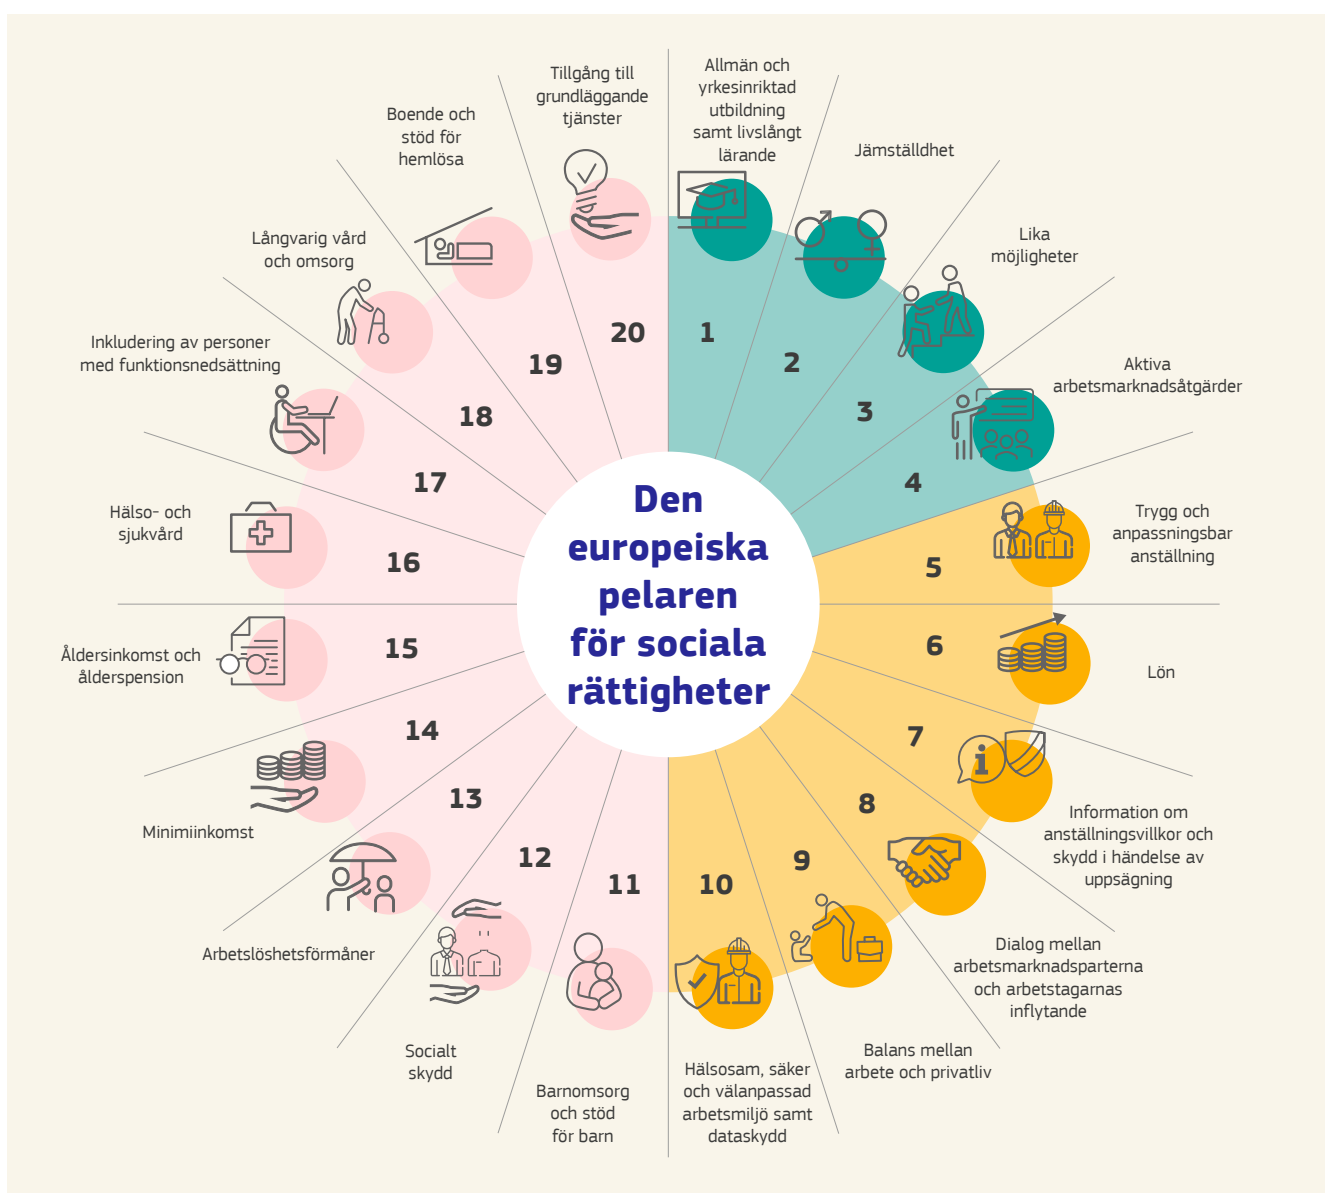 Den
europeiska
pelaren
för sociala
rättigheter
1
Allmän och
yrkesinriktad
utbildning
samt livslångt
lärande
2
Jämställdhet
3
Lika
möjligheter
4
Aktiva
arbetsmarknadsåtgärder
5
Trygg och
anpassningsbar
anställning
6
Lön
7
Information om
anställningsvillkor och
skydd i händelse av
uppsägning
8
Dialog mellan
arbetsmarknadsparterna
och arbetstagarnas
inflytande
9
Balans mellan
arbete och privatliv
10
Hälsosam, säker
och välanpassad
arbetsmiljö samt
dataskydd
11
Barnomsorg
och stöd
för barn
12
Socialt
skydd
13
Arbetslöshetsförmåner
14
Minimiinkomst
15
Åldersinkomst och
ålderspension
16
Hälso- och
sjukvård
17
Inkludering av personer
med funktionsnedsättning
18
Långvarig vård
och omsorg
19
Boende och
stöd för
hemlösa
20
Tillgång till
grundläggande
tjänster
i